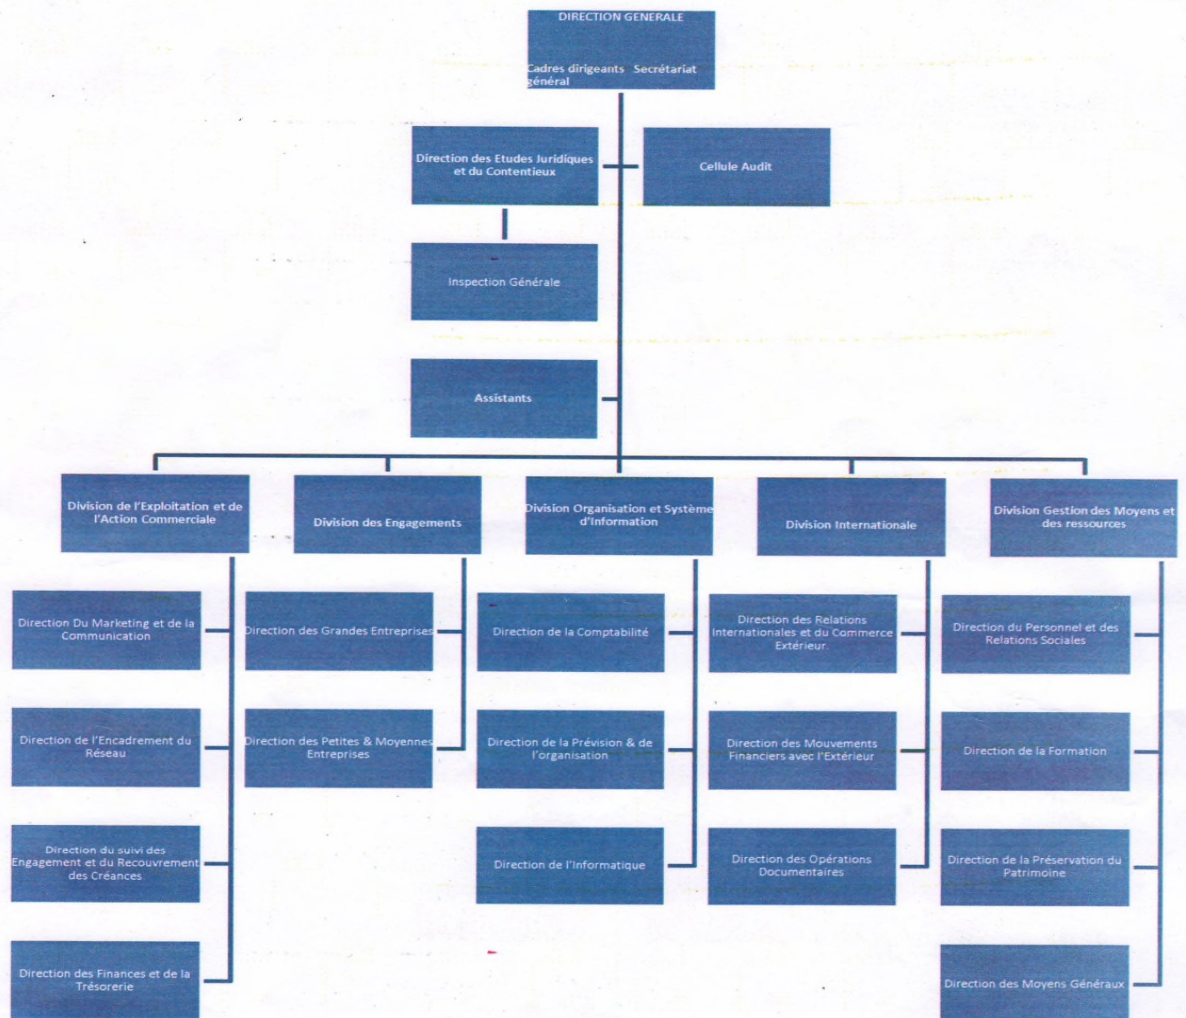 DIRECTION GENERALE
Cadres dirigeants Secrétariat
général
Direction des Etudes Juridiques
et du Contentieux
Cellule Audit
Inspection Générale
Assistants
Division de l'Exploitation et de
l'Action Commerciale
Division des Engagements
Division Organisation et Système
d'Information
Division Internationale
Division Gestion des Moyens et
des ressources
Direction Du Marketing et de la
Communication
Direction des Grandes Entreprises
Direction de la Comptabilité
Direction des Relations
Internationales et du Commerce
Extérieur.
Direction du Personnel et des
Relations Sociales
Direction de l'Encadrement du
Réseau
Direction des Petites & Moyennes
Entreprises
Direction de la Prévision & de
l'organisation
Direction des Mouvements
Financiers avec l'Extérieur
Direction de la Formation
Direction du suivi des
Engagement et du Recouvrement
des Créances
Direction de l'Informatique
Direction des Opérations
Documentaires
Direction de la Préservation du
Patrimoine
Direction des Finances et de la
Trésorerie
Direction des Moyens Généraux